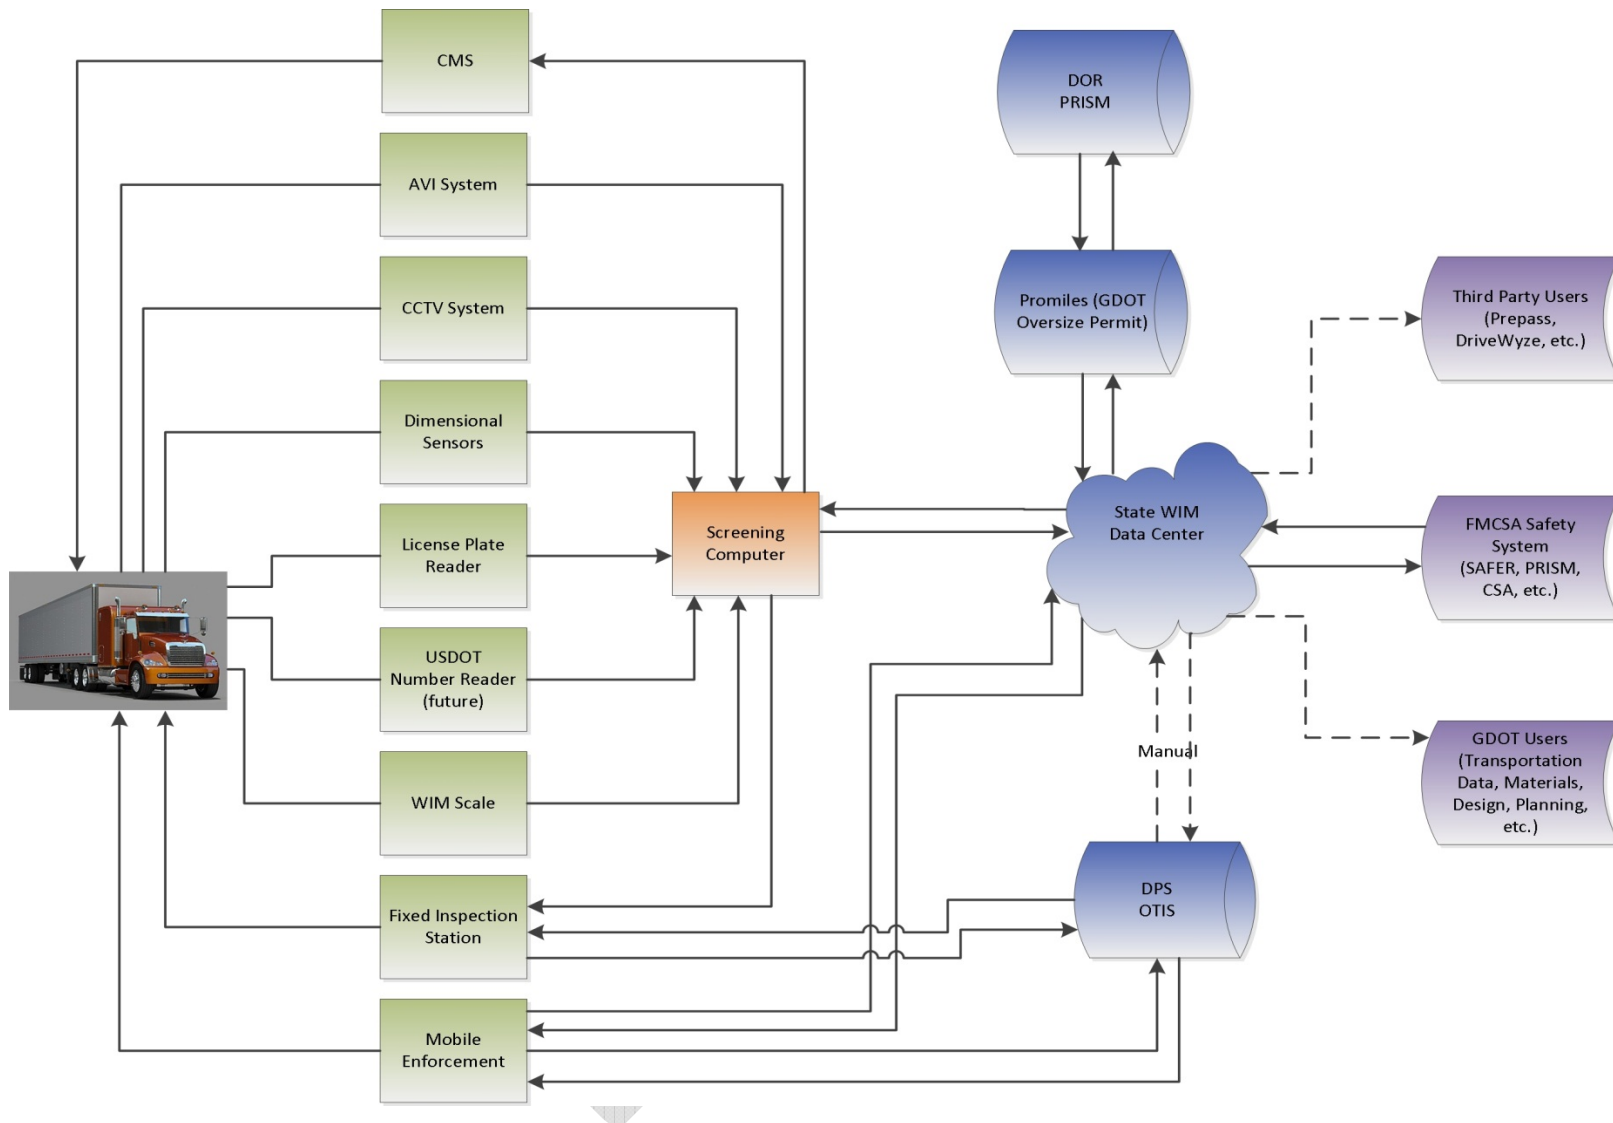 CMS
AVI System
CCTV System
Dimensional
Sensors
License Plate
Reader
USDOT
Number Reader
(future)
WIM Scale
Fixed Inspection
Station
Mobile
Enforcement
Screening
Computer
DOR
PRISM
Promiles (GDOT
Oversize Permit)
State WIM
Data Center
Manual
DPS
OTIS
Third Party Users
(Prepass,
DriveWyze, etc.)
FMCSA Safety
System
(SAFER, PRISM,
CSA, etc.)
GDOT Users
(Transportation
Data, Materials,
Design, Planning,
etc.)